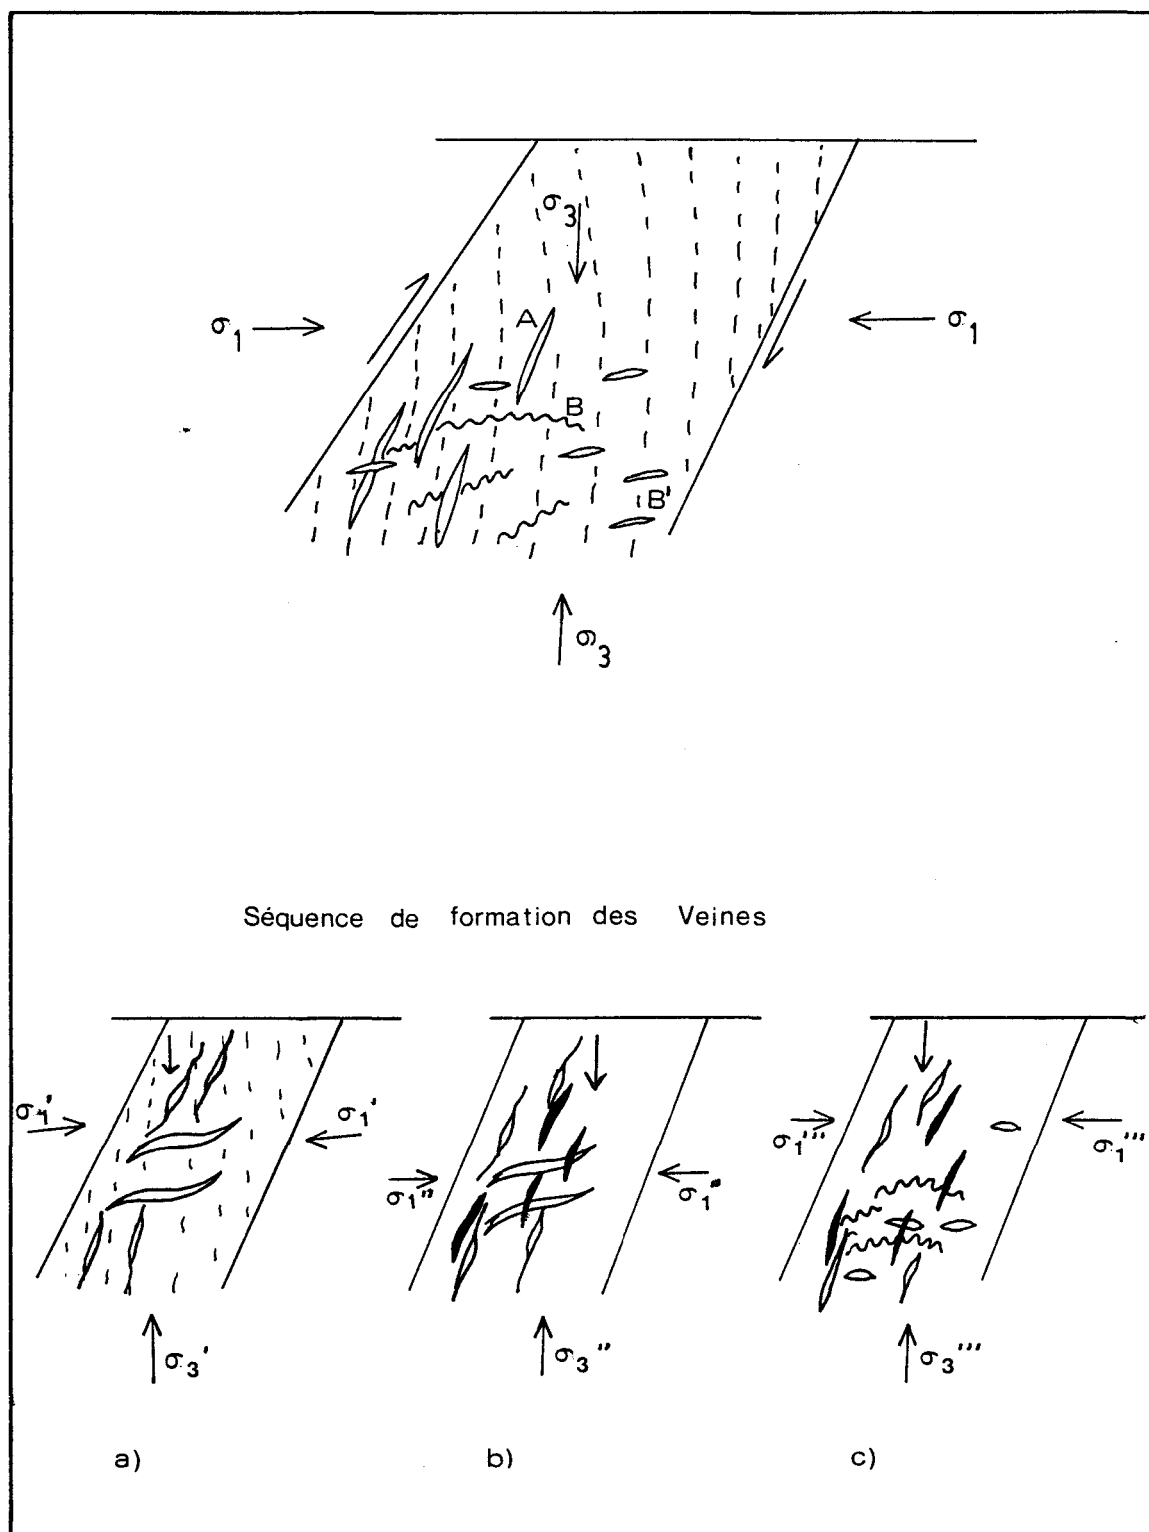 σ3
A
σ1
σ1
B
B'
σ3
Séquence de formation des Veines
σ1'
σ1'
σ3'
σ1"
σ1"
σ3"
σ1'''
σ1'''
σ3'''
a)
b)
c)